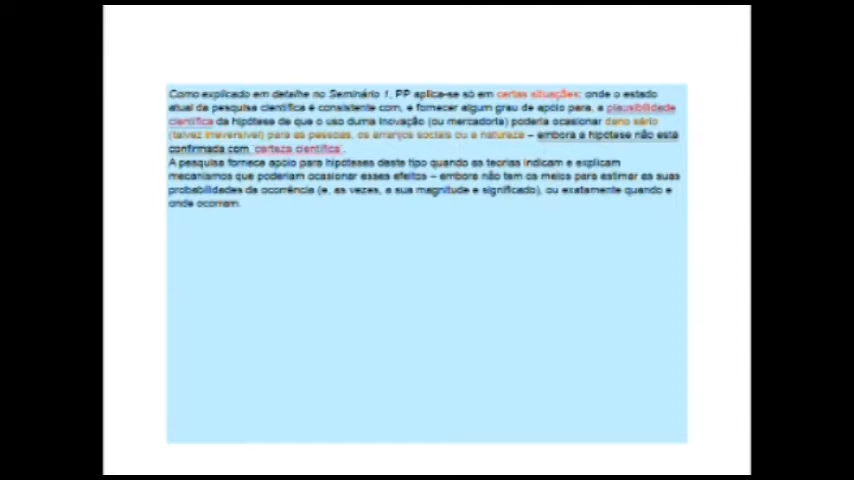 Como explicado em detalhe no Seminário 1, PP aplica-se só em certas situações: onde o estado
atual da pesquisa científica é consistente com, e fornecer algum grau de apoio para, a plausibilidade
científica da hipótese de que o uso duma inovação (ou mercadoria) poderia ocasionar dano sério
(talvez irreversível) para as pessoas, os arranjos sociais ou a natureza – embora a hipótese não está
confirmada com 'certeza científica'.
A pesquisa fornece apoio para hipóteses deste tipo quando as teorias indicam e explicam
mecanismos que poderiam ocasionar esses efeitos – embora não tem os meios para estimar as suas
probabilidades da ocorrência (e, as vezes, a sua magnitude e significado), ou exatamente quando e
onde ocorram.